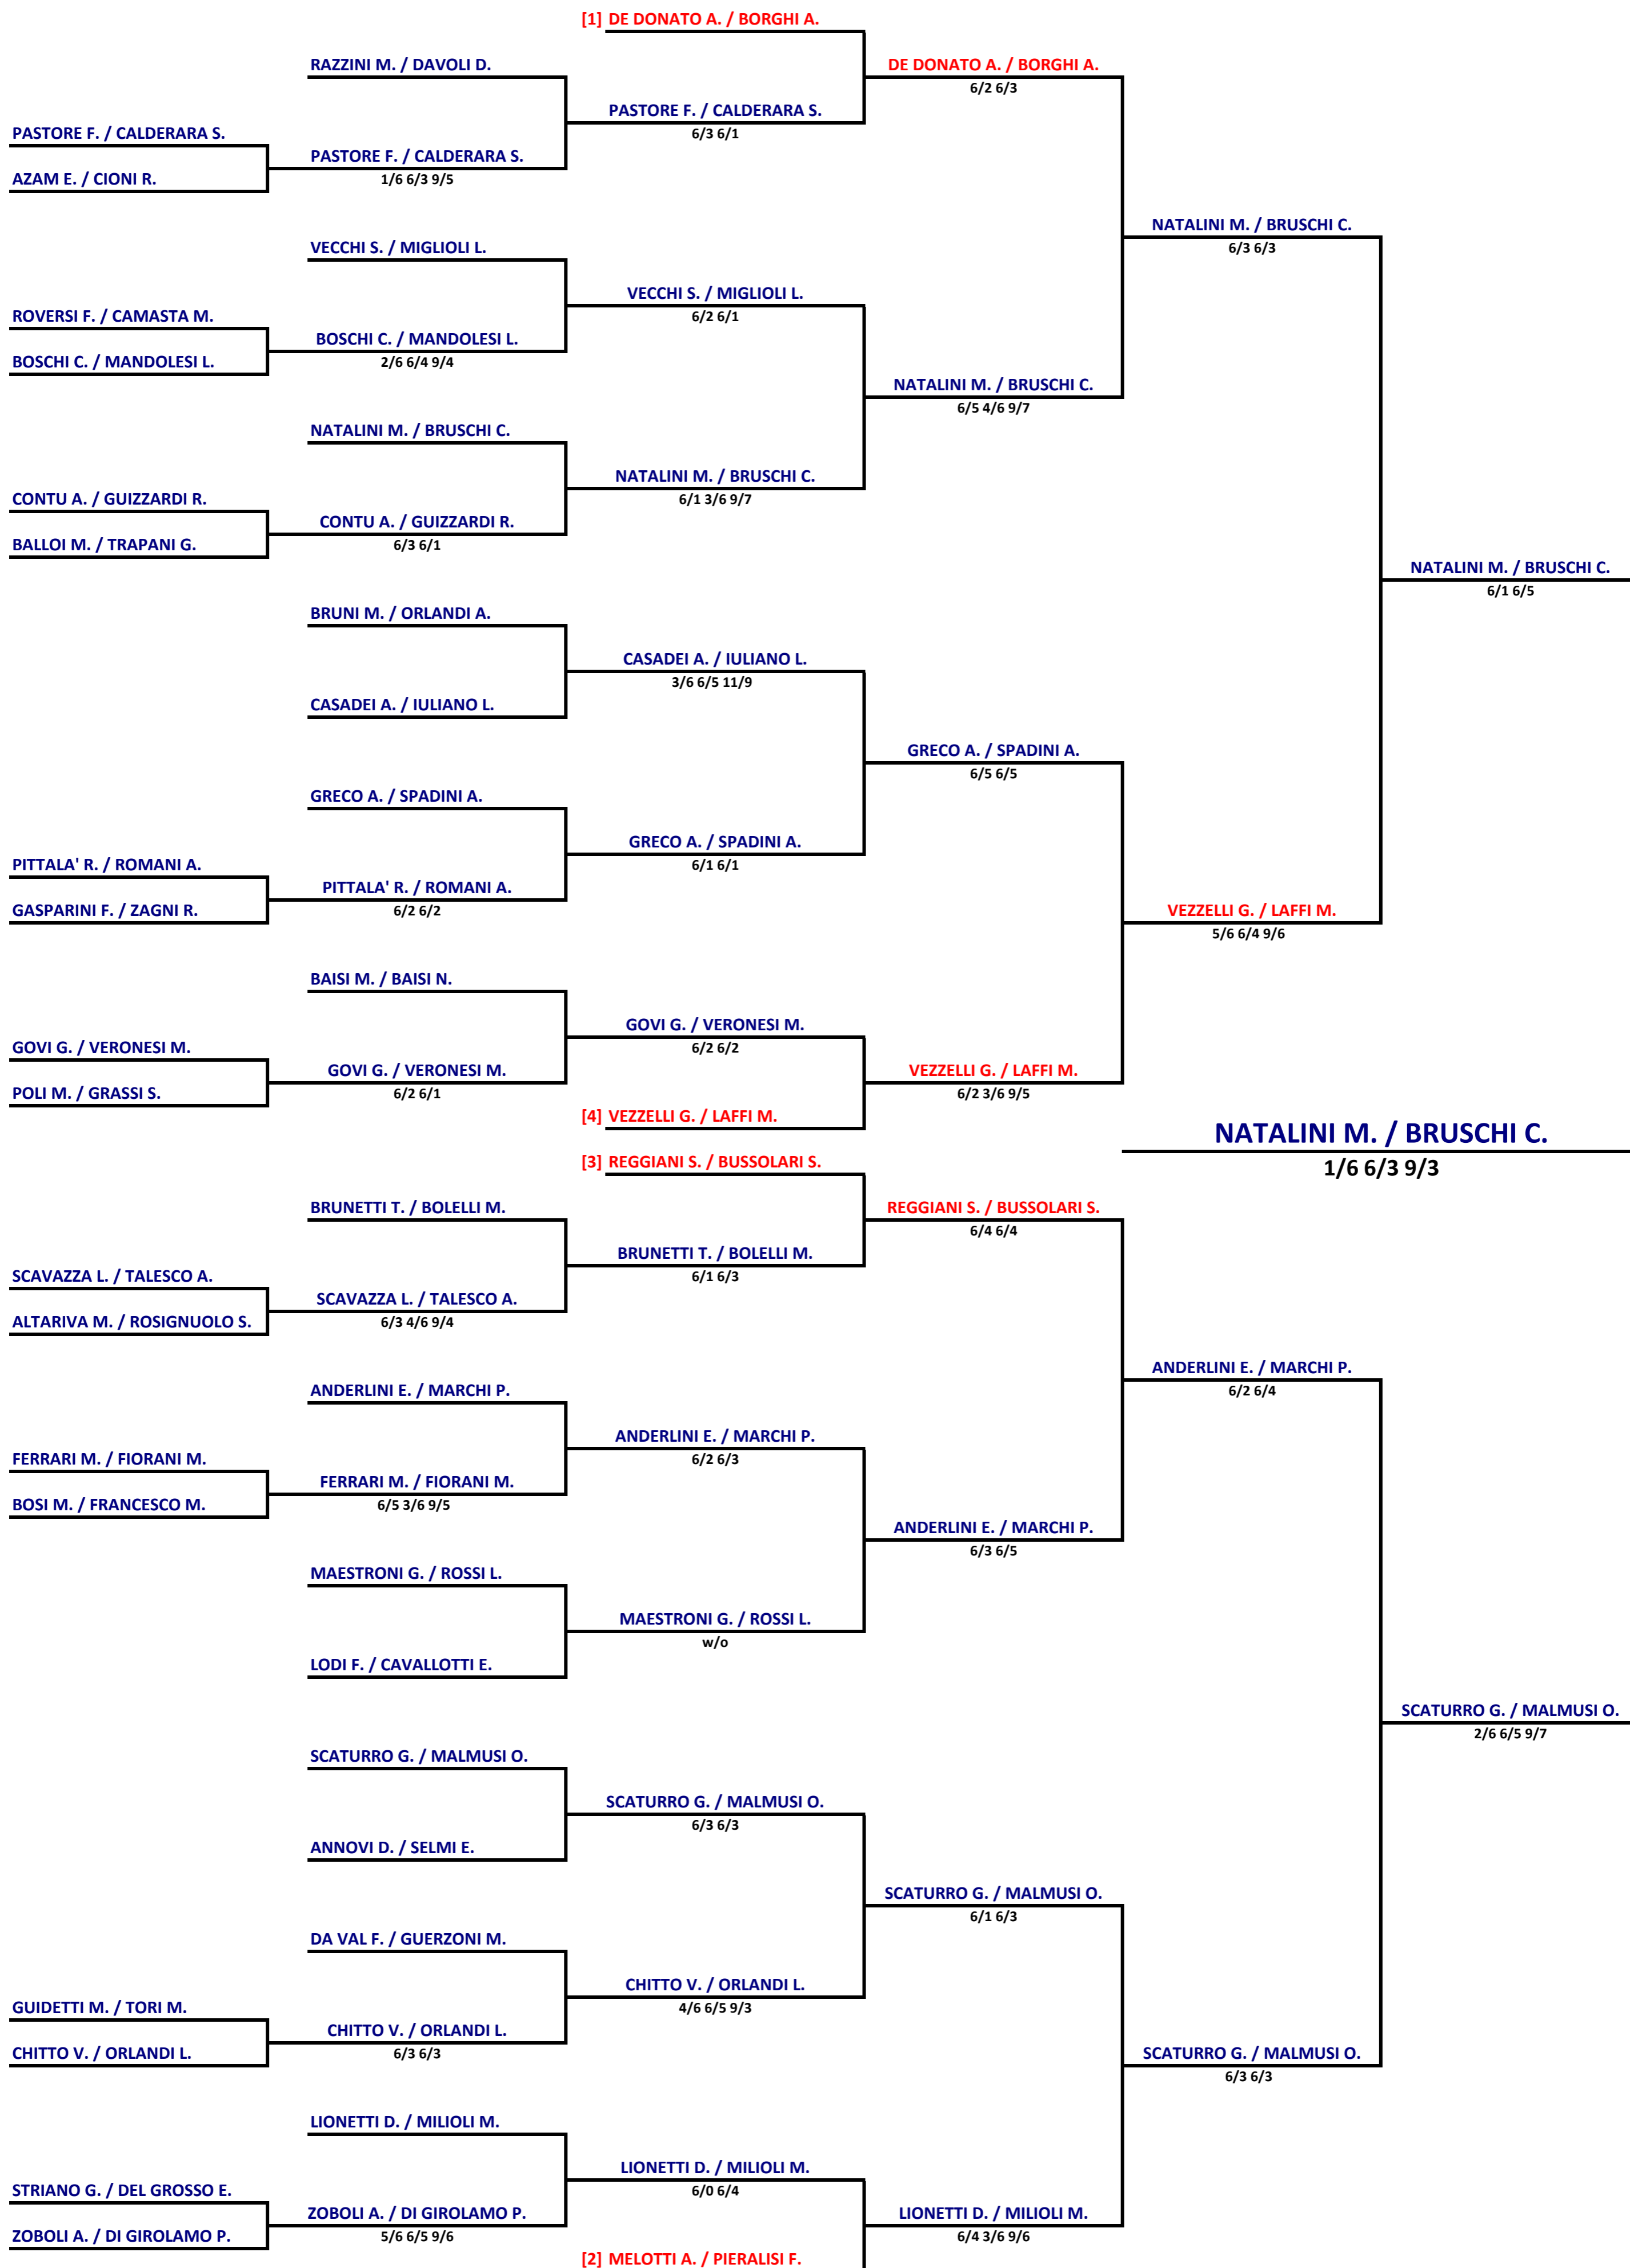 [1] DE DONATO A. / BORGHI A.
RAZZINI M. / DAVOLI D.
DE DONATO A. / BORGHI A.
6/2 6/3
PASTORE F. / CALDERARA S.
6/3 6/1
PASTORE F. / CALDERARA S.
PASTORE F. / CALDERARA S.
1/6 6/3 9/5
AZAM E. / CIONI R.
NATALINI M. / BRUSCHI C.
6/3 6/3
VECCHI S. / MIGLIOLI L.
VECCHI S. / MIGLIOLI L.
6/2 6/1
ROVERSI F. / CAMASTA M.
BOSCHI C. / MANDOLESI L.
2/6 6/4 9/4
BOSCHI C. / MANDOLESI L.
NATALINI M. / BRUSCHI C.
6/5 4/6 9/7
NATALINI M. / BRUSCHI C.
NATALINI M. / BRUSCHI C.
6/1 3/6 9/7
CONTU A. / GUIZZARDI R.
CONTU A. / GUIZZARDI R.
6/3 6/1
BALLOI M. / TRAPANI G.
NATALINI M. / BRUSCHI C.
6/1 6/5
BRUNI M. / ORLANDI A.
CASADEI A. / IULIANO L.
3/6 6/5 11/9
CASADEI A. / IULIANO L.
GRECO A. / SPADINI A.
6/5 6/5
GRECO A. / SPADINI A.
GRECO A. / SPADINI A.
6/1 6/1
PITTALA' R. / ROMANI A.
PITTALA' R. / ROMANI A.
6/2 6/2
GASPARINI F. / ZAGNI R.
VEZZELLI G. / LAFFI M.
5/6 6/4 9/6
BAISI M. / BAISI N.
GOVI G. / VERONESI M.
6/2 6/2
GOVI G. / VERONESI M.
GOVI G. / VERONESI M.
6/2 6/1
VEZZELLI G. / LAFFI M.
6/2 3/6 9/5
POLI M. / GRASSI S.
[4] VEZZELLI G. / LAFFI M.
NATALINI M. / BRUSCHI C.
1/6 6/3 9/3
[3] REGGIANI S. / BUSSOLARI S.
BRUNETTI T. / BOLELLI M.
REGGIANI S. / BUSSOLARI S.
6/4 6/4
BRUNETTI T. / BOLELLI M.
6/1 6/3
SCAVAZZA L. / TALESCO A.
SCAVAZZA L. / TALESCO A.
6/3 4/6 9/4
ALTARIVA M. / ROSIGNUOLO S.
ANDERLINI E. / MARCHI P.
6/2 6/4
ANDERLINI E. / MARCHI P.
ANDERLINI E. / MARCHI P.
6/2 6/3
FERRARI M. / FIORANI M.
FERRARI M. / FIORANI M.
6/5 3/6 9/5
BOSI M. / FRANCESCO M.
ANDERLINI E. / MARCHI P.
6/3 6/5
MAESTRONI G. / ROSSI L.
MAESTRONI G. / ROSSI L.
w/o
LODI F. / CAVALLOTTI E.
SCATURRO G. / MALMUSI O.
2/6 6/5 9/7
SCATURRO G. / MALMUSI O.
SCATURRO G. / MALMUSI O.
6/3 6/3
ANNOVI D. / SELMI E.
SCATURRO G. / MALMUSI O.
6/1 6/3
DA VAL F. / GUERZONI M.
CHITTO V. / ORLANDI L.
4/6 6/5 9/3
GUIDETTI M. / TORI M.
CHITTO V. / ORLANDI L.
6/3 6/3
CHITTO V. / ORLANDI L.
SCATURRO G. / MALMUSI O.
6/3 6/3
LIONETTI D. / MILIOLI M.
LIONETTI D. / MILIOLI M.
6/0 6/4
STRIANO G. / DEL GROSSO E.
ZOBOLI A. / DI GIROLAMO P.
5/6 6/5 9/6
LIONETTI D. / MILIOLI M.
6/4 3/6 9/6
ZOBOLI A. / DI GIROLAMO P.
[2] MELOTTI A. / PIERALISI F.